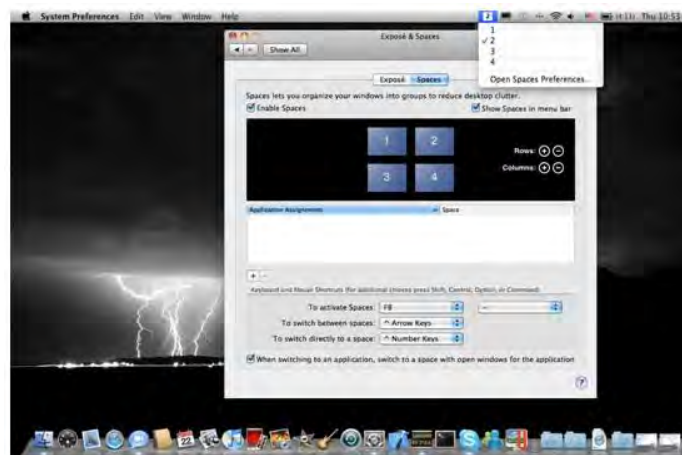 System Preferences Edit View Window Help
Thu 10:53
1
✓ 2
3
4
Open Spaces Preferences...
Exposé & Spaces
Show All
Exposé Spaces
Spaces lets you organize your windows into groups to reduce desktop clutter.
Enable Spaces
Show Spaces in menu bar
1 2
Rows:
Columns:
3 4
Application Assignments
Space
Keyboard and Mouse Shortcuts (for additional choices press Shift, Control, Option, or Command)
To activate Spaces: F8 –
To switch between spaces: ^ Arrow Keys
To switch directly to a space: ^ Number Keys
When switching to an application, switch to a space with open windows for the application
?
22